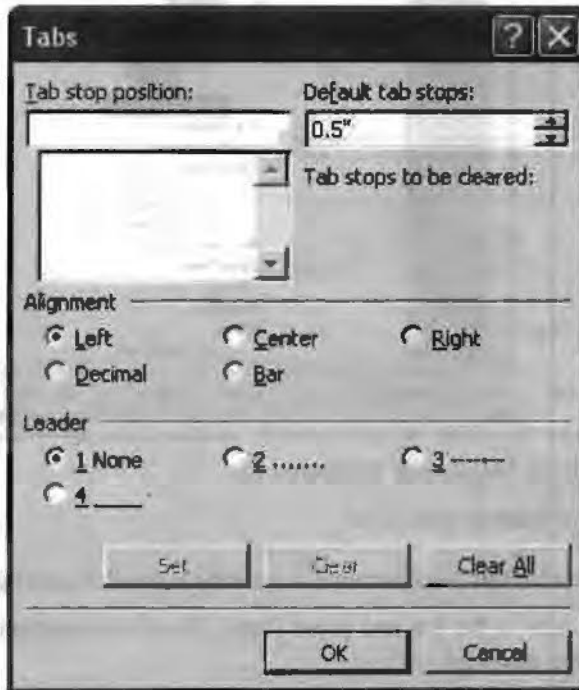 Tabs
Tab stop position: Default tab stops:
0.5"
Tab stops to be cleared:
Alignment
Left Center Right
Decimal Bar
Leader
1 None 2 ....... 3 -------
4 ____
Set Clear Clear All
OK Cancel